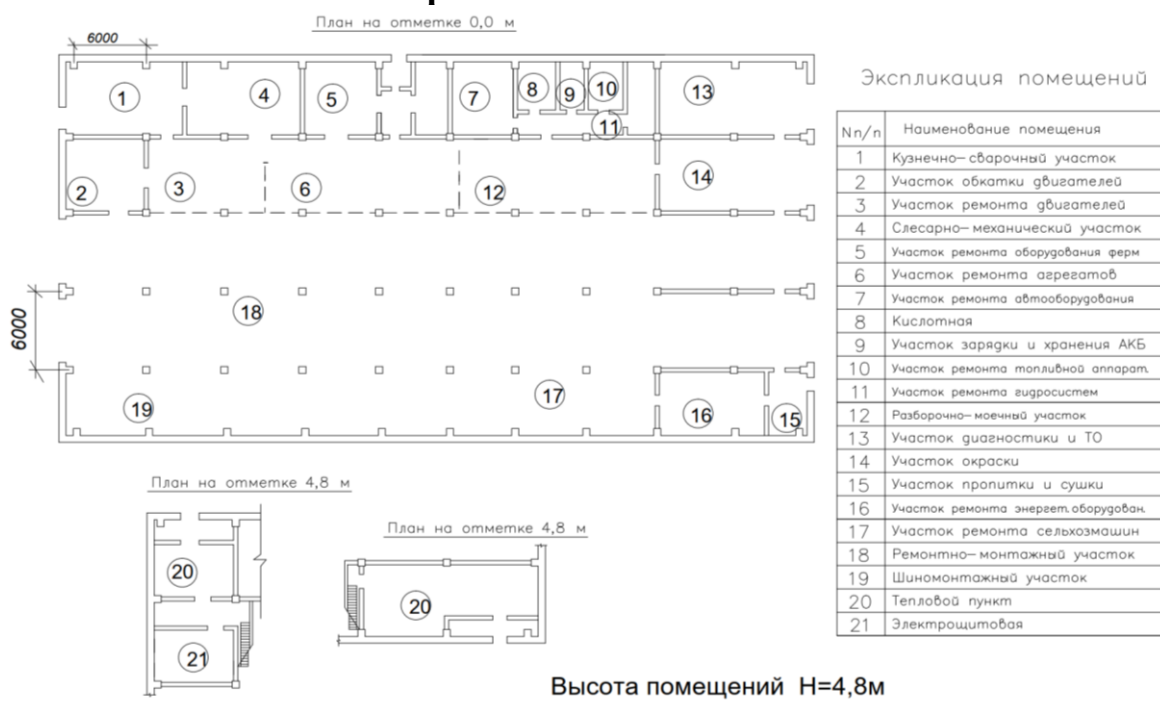 План на отметке 0,0 м
6000
1
4
5
7
8
9
10
11
13
2
3
6
12
14
6000
18
19
17
16
15
План на отметке 4,8 м
20
21
План на отметке 4,8 м
20
Высота помещений Н=4,8м
Экспликация помещений
Nп/п Наименование помещения
1 Кузнечно-сварочный участок
2 Участок обкатки двигателей
3 Участок ремонта двигателей
4 Слесарно-механический участок
5 Участок ремонта оборудования ферм
6 Участок ремонта агрегатов
7 Участок ремонта автооборудования
8 Кислотная
9 Участок зарядки и хранения АКБ
10 Участок ремонта топливной аппарат.
11 Участок ремонта гидросистем
12 Разборочно-моечный участок
13 Участок диагностики и ТО
14 Участок окраски
15 Участок пропитки и сушки
16 Участок ремонта энергет.оборудован.
17 Участок ремонта сельхозмашин
18 Ремонтно-монтажный участок
19 Шиномонтажный участок
20 Тепловой пункт
21 Электрощитовая